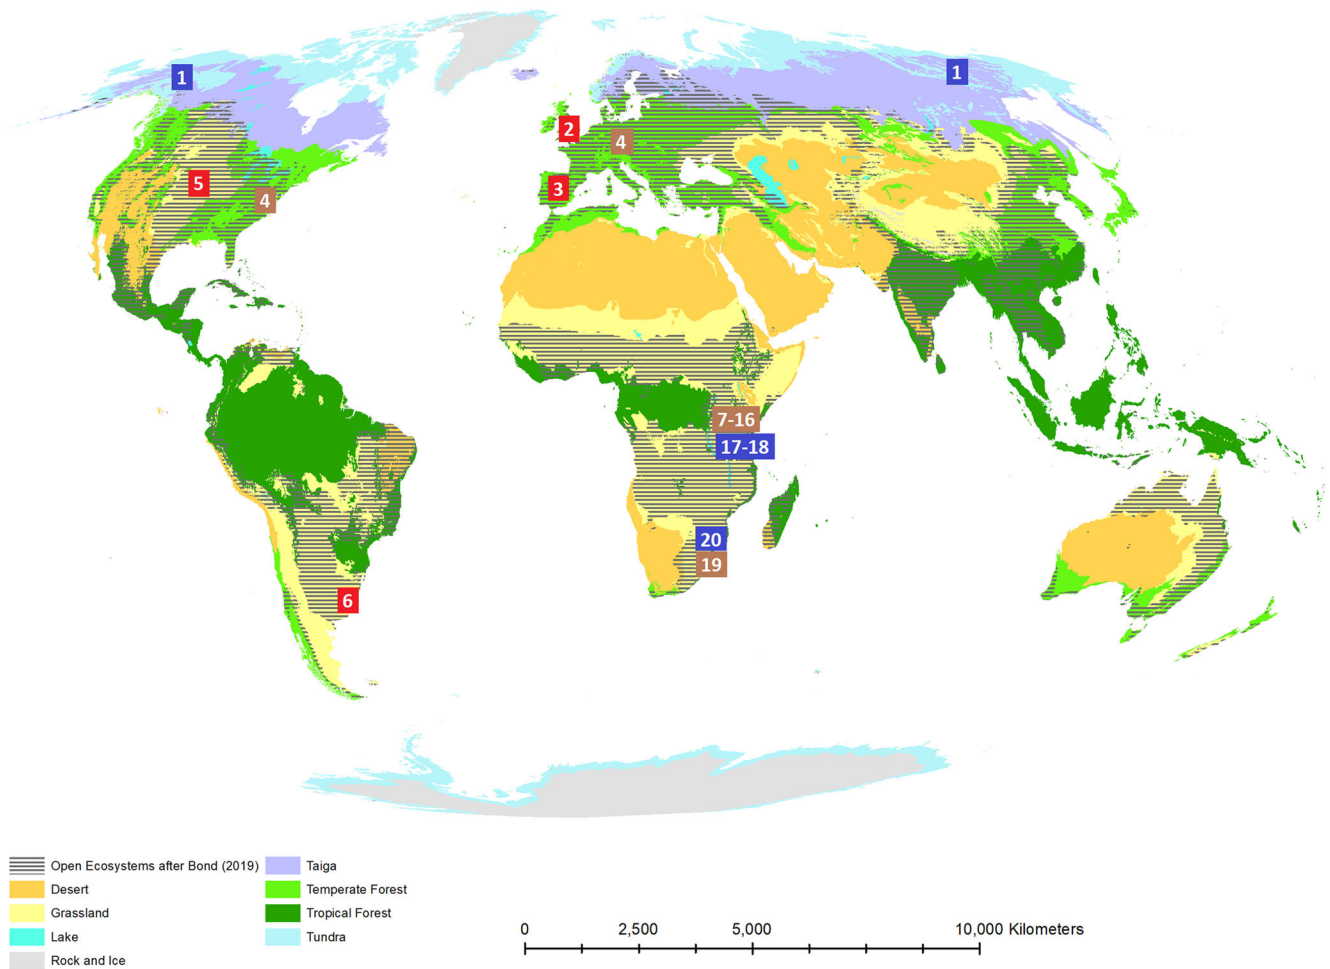 1
1
2
4
5
3
4
7-16
17-18
20
19
6
Open Ecosystems after Bond (2019)
Desert
Grassland
Lake
Rock and Ice
Taiga
Temperate Forest
Tropical Forest
Tundra
0 2,500 5,000 10,000 Kilometers